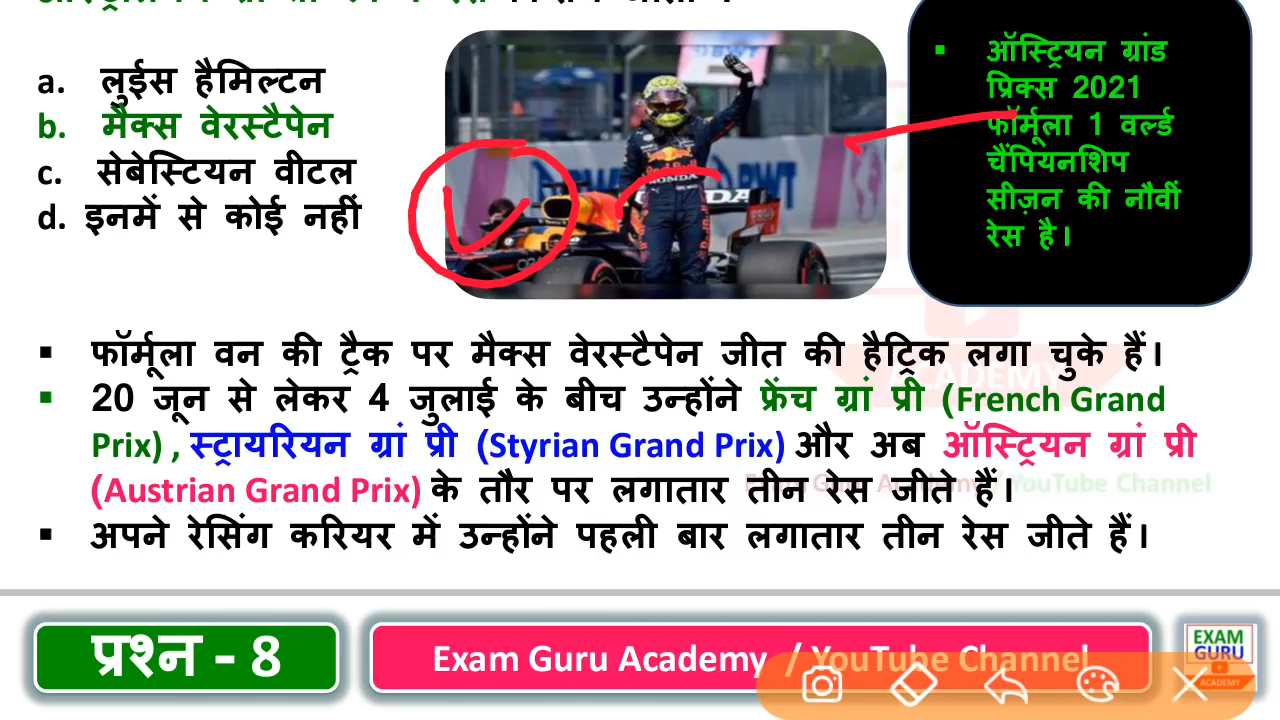 a. लुईस हैमिल्टन
b. मैक्स वेरस्टैपेन
c. सेबेस्टियन वीटल
d. इनमें से कोई नहीं
▪ ऑस्ट्रियन ग्रांड
प्रिक्स 2021
फॉर्मूला 1 वर्ल्ड
चैंपियनशिप
सीज़न की नौवीं
रेस है।
▪ फॉर्मूला वन की ट्रैक पर मैक्स वेरस्टैपेन जीत की हैट्रिक लगा चुके हैं।
▪ 20 जून से लेकर 4 जुलाई के बीच उन्होंने फ्रेंच ग्रां प्री (French Grand
Prix) , स्ट्रायरियन ग्रां प्री (Styrian Grand Prix) और अब ऑस्ट्रियन ग्रां प्री
(Austrian Grand Prix) के तौर पर लगातार तीन रेस जीते हैं।
▪ अपने रेसिंग करियर में उन्होंने पहली बार लगातार तीन रेस जीते हैं।
प्रश्न - 8
Exam Guru Academy / YouTube Channel
EXAM
GURU
ACADEMY